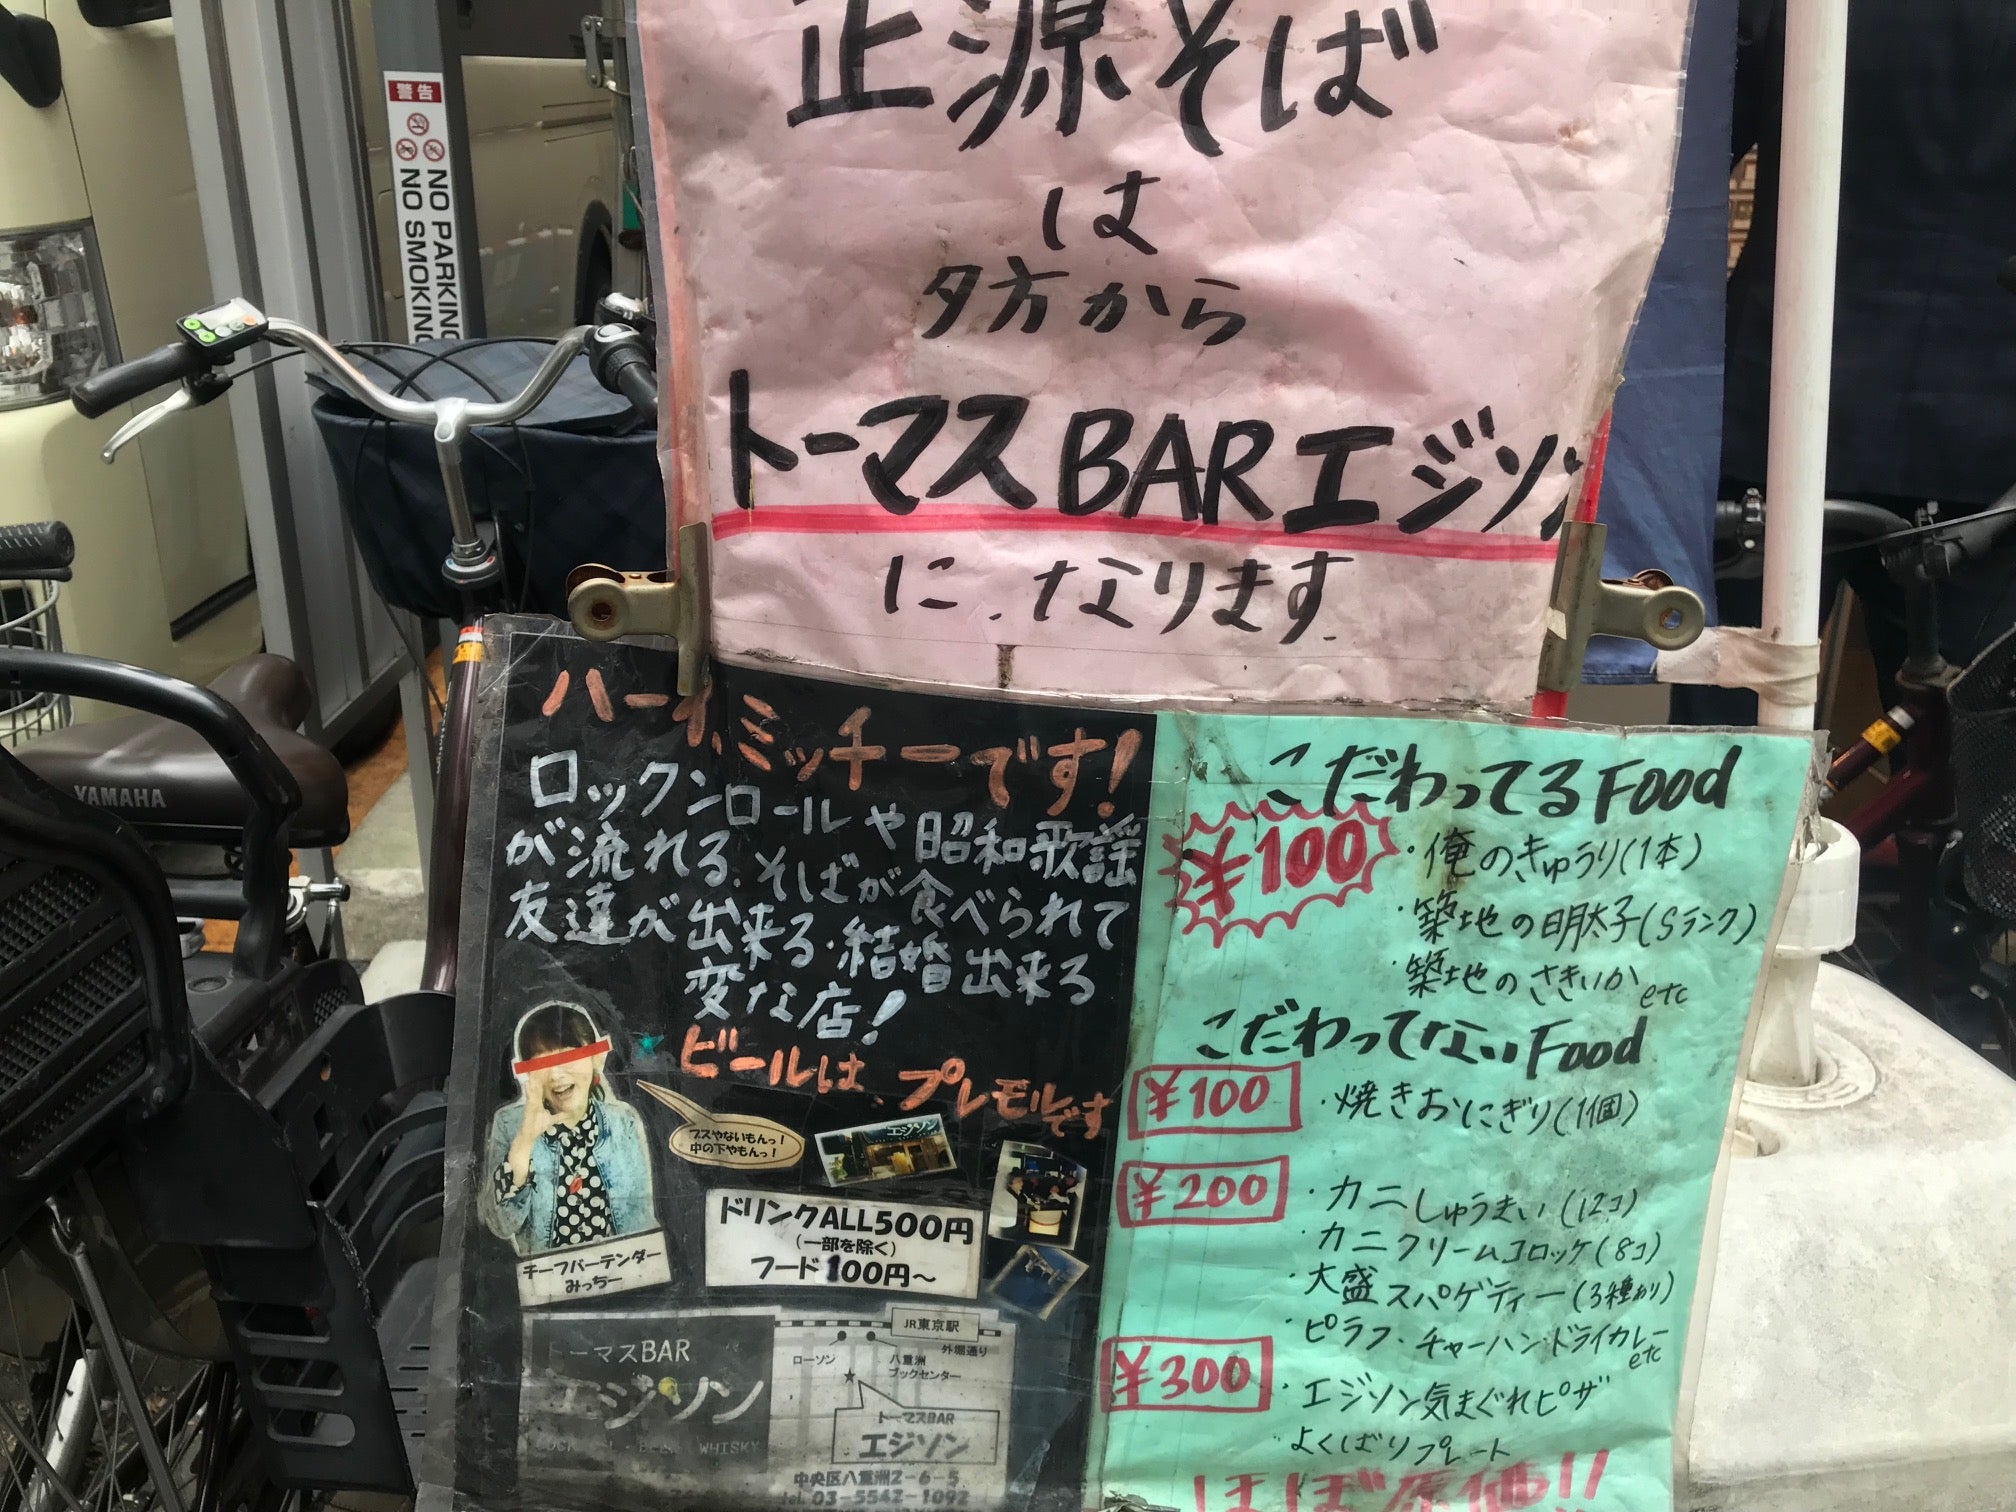 正源そば
は
夕方から
トーマスBARエジソン
になります
警告
NO PARKING
NO SMOKING
YAMAHA
ハーイ、ミッチーです!
ロックンロールや昭和歌謡
が流れる、そばが食べられて
友達が出来る・結婚出来る
変な店!
ビールは、プレモルです
ブスやないもんっ!
中の下やもんっ!
エジソン
ドリンクALL500円
(一部を除く)
フード100円~
チーフバーテンダー
みっちー
トーマスBAR
エジソン
BEER・WHISKY
JR東京駅
外堀通り
ローソン
八重洲
ブックセンター
トーマスBAR
エジソン
中央区八重洲2-6-5
tel.03-5542-1092
こだわってるFood
¥100
・俺のきゅうり(1本)
・築地の明太子(Sランク)
・築地のさきいか
etc
こだわってないFood
¥100
・焼きおにぎり(1個)
¥200
・カニしゅうまい(12コ)
・カニクリームコロッケ(8コ)
・大盛スパゲティー(3種あり)
・ピラフ・チャーハン・ドライカレー
etc
¥300
・エジソン気まぐれピザ
よくばりプレート
ほぼ原価!!